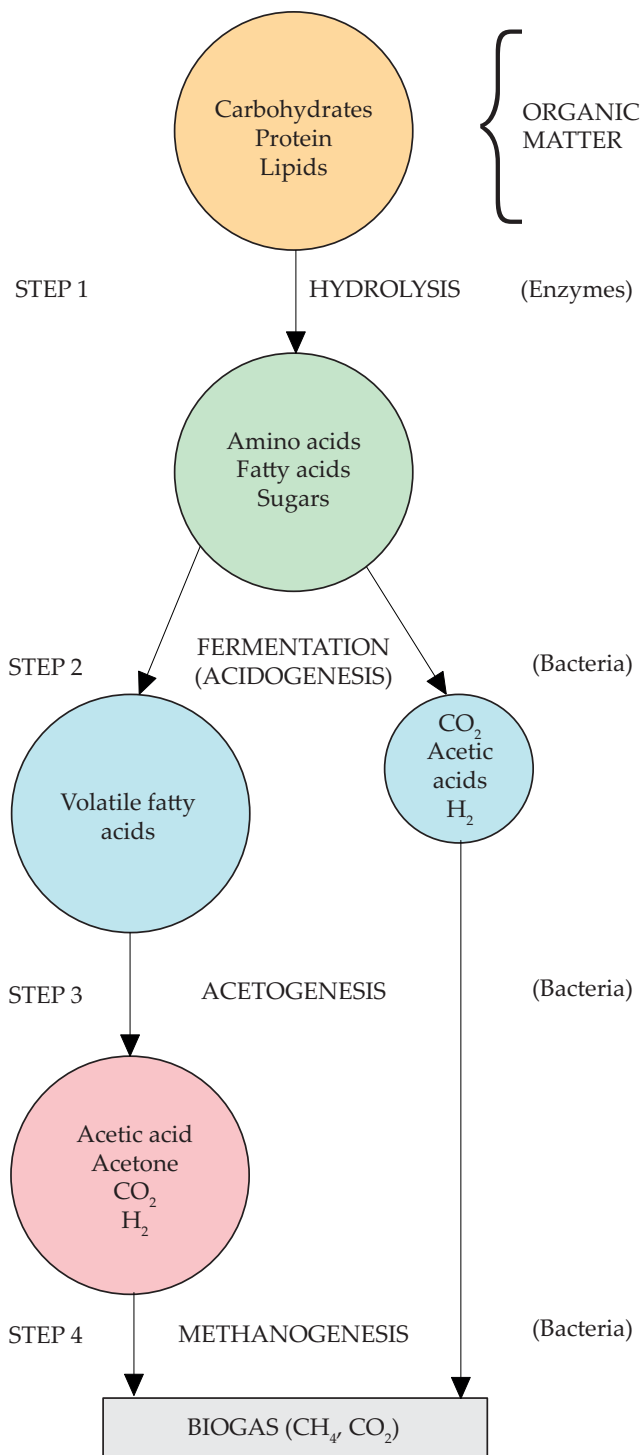 Carbohydrates
Protein
Lipids
ORGANIC
MATTER
STEP 1
HYDROLYSIS
(Enzymes)
Amino acids
Fatty acids
Sugars
STEP 2
FERMENTATION
(ACIDOGENESIS)
(Bacteria)
Volatile fatty
acids
CO₂
Acetic
acids
H₂
STEP 3
ACETOGENESIS
(Bacteria)
Acetic acid
Acetone
CO₂
H₂
STEP 4
METHANOGENESIS
(Bacteria)
BIOGAS (CH₄, CO₂)